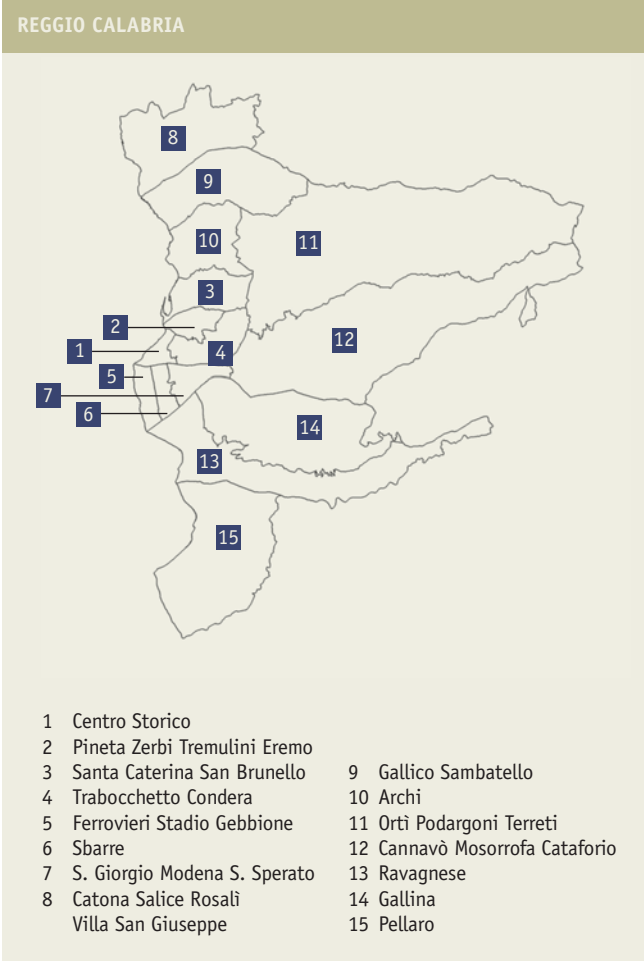 REGGIO CALABRIA
8
9
10
11
3
2
12
1
4
5
7
6
14
13
15
1 Centro Storico
2 Pineta Zerbi Tremulini Eremo
3 Santa Caterina San Brunello
4 Trabocchetto Condera
5 Ferrovieri Stadio Gebbione
6 Sbarre
7 S. Giorgio Modena S. Sperato
8 Catona Salice Rosalì
Villa San Giuseppe
9 Gallico Sambatello
10 Archi
11 Ortì Podargoni Terreti
12 Cannavò Mosorrofa Cataforio
13 Ravagnese
14 Gallina
15 Pellaro